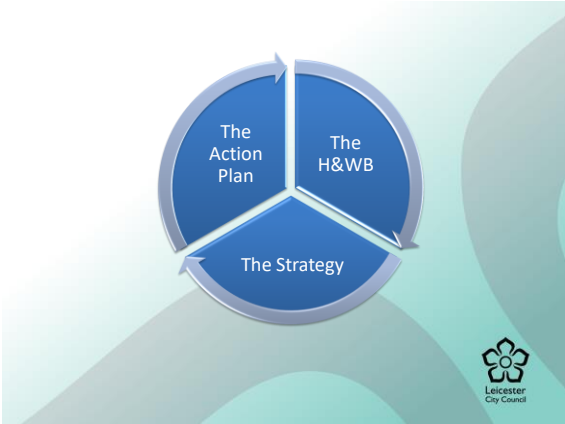 The
Action
Plan
The
H&WB
The Strategy
Leicester
City Council